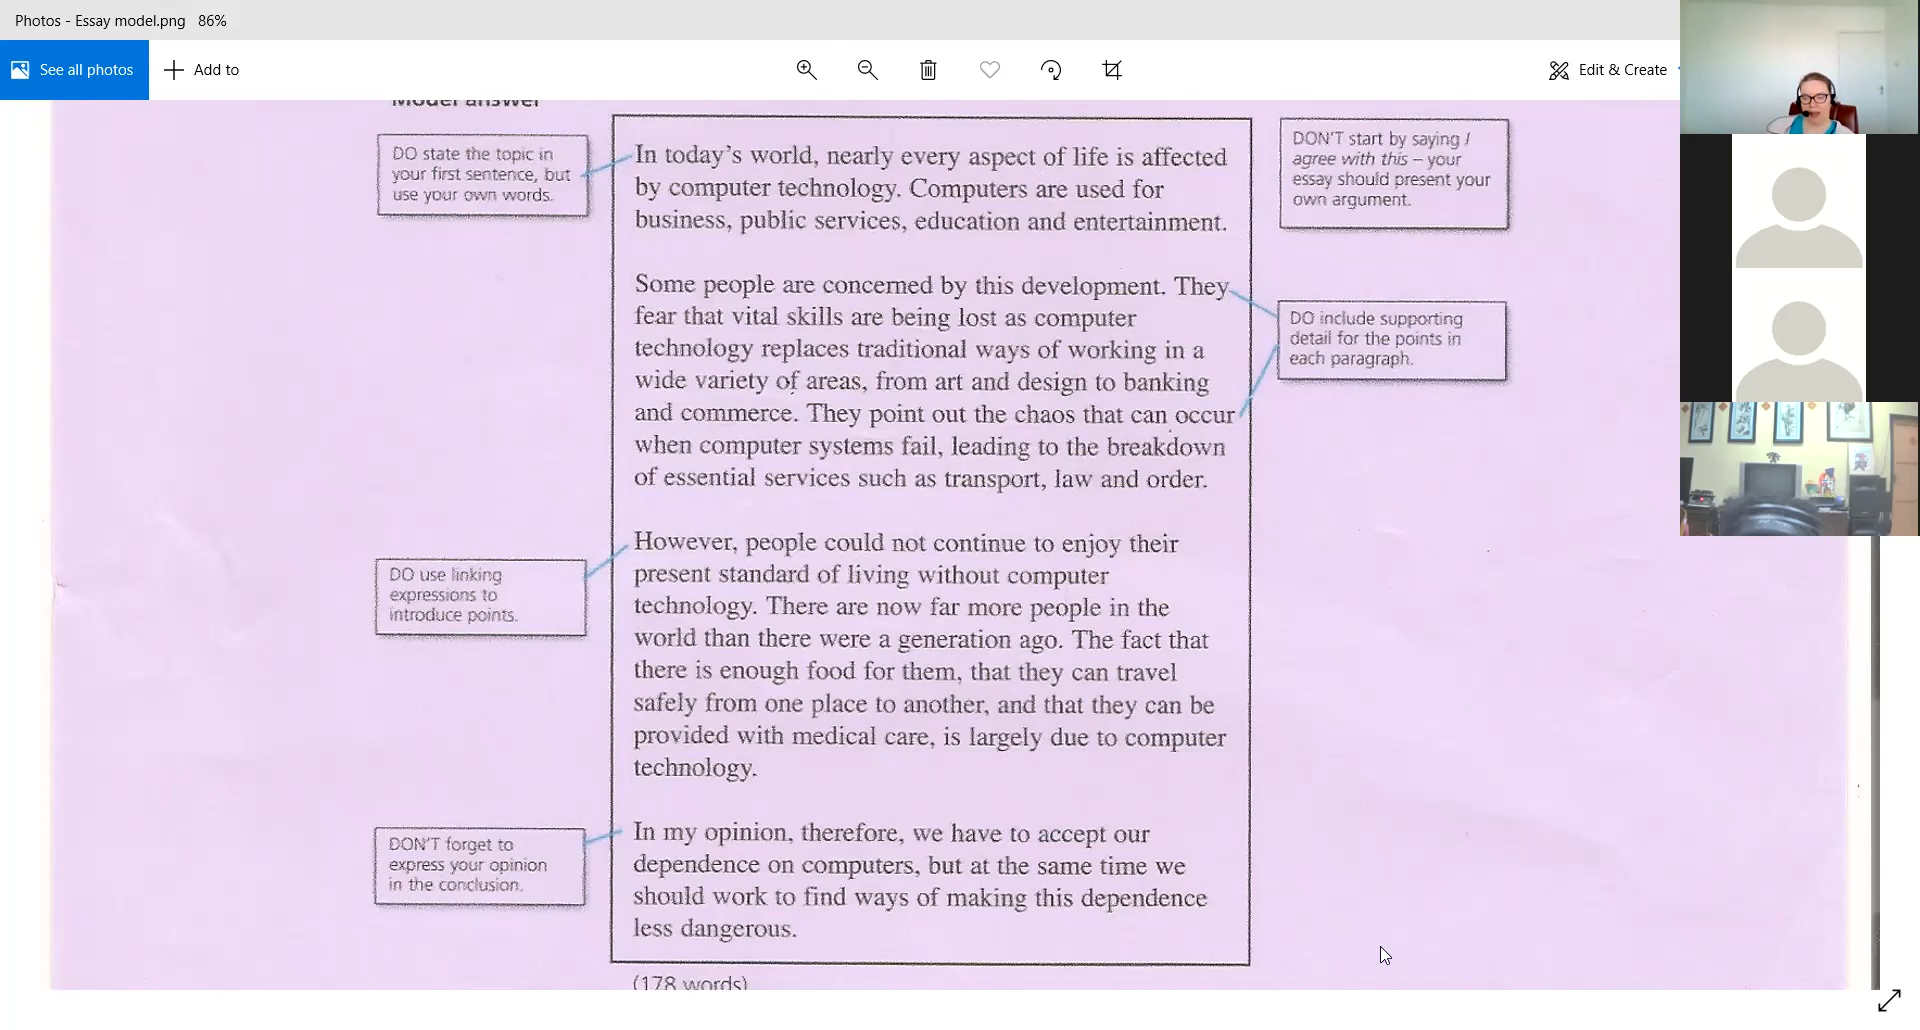 Photos - Essay model.png 86%
See all photos
Add to
Edit & Create
Model answer
DO state the topic in
your first sentence, but
use your own words.
In today's world, nearly every aspect of life is affected
by computer technology. Computers are used for
business, public services, education and entertainment.
DON'T start by saying I
agree with this – your
essay should present your
own argument.
Some people are concerned by this development. They
fear that vital skills are being lost as computer
technology replaces traditional ways of working in a
wide variety of areas, from art and design to banking
and commerce. They point out the chaos that can occur
when computer systems fail, leading to the breakdown
of essential services such as transport, law and order.
DO include supporting
detail for the points in
each paragraph.
DO use linking
expressions to
introduce points.
However, people could not continue to enjoy their
present standard of living without computer
technology. There are now far more people in the
world than there were a generation ago. The fact that
there is enough food for them, that they can travel
safely from one place to another, and that they can be
provided with medical care, is largely due to computer
technology.
DON'T forget to
express your opinion
in the conclusion.
In my opinion, therefore, we have to accept our
dependence on computers, but at the same time we
should work to find ways of making this dependence
less dangerous.
(178 words)